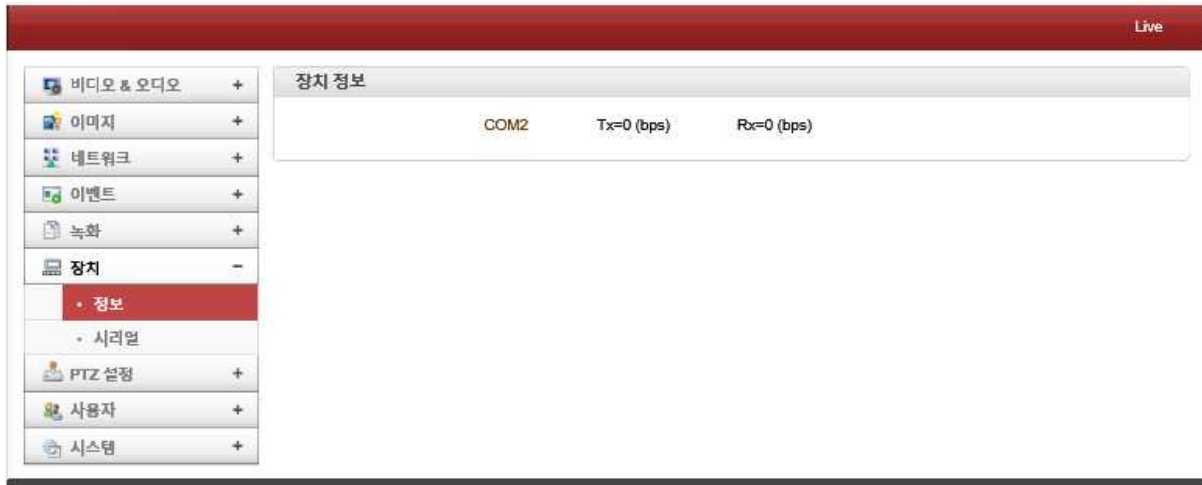 Live
비디오 & 오디오 +
이미지 +
네트워크 +
이벤트 +
녹화 +
장치 -
• 정보
• 시리얼
PTZ 설정 +
사용자 +
시스템 +
장치 정보
COM2 Tx=0 (bps) Rx=0 (bps)